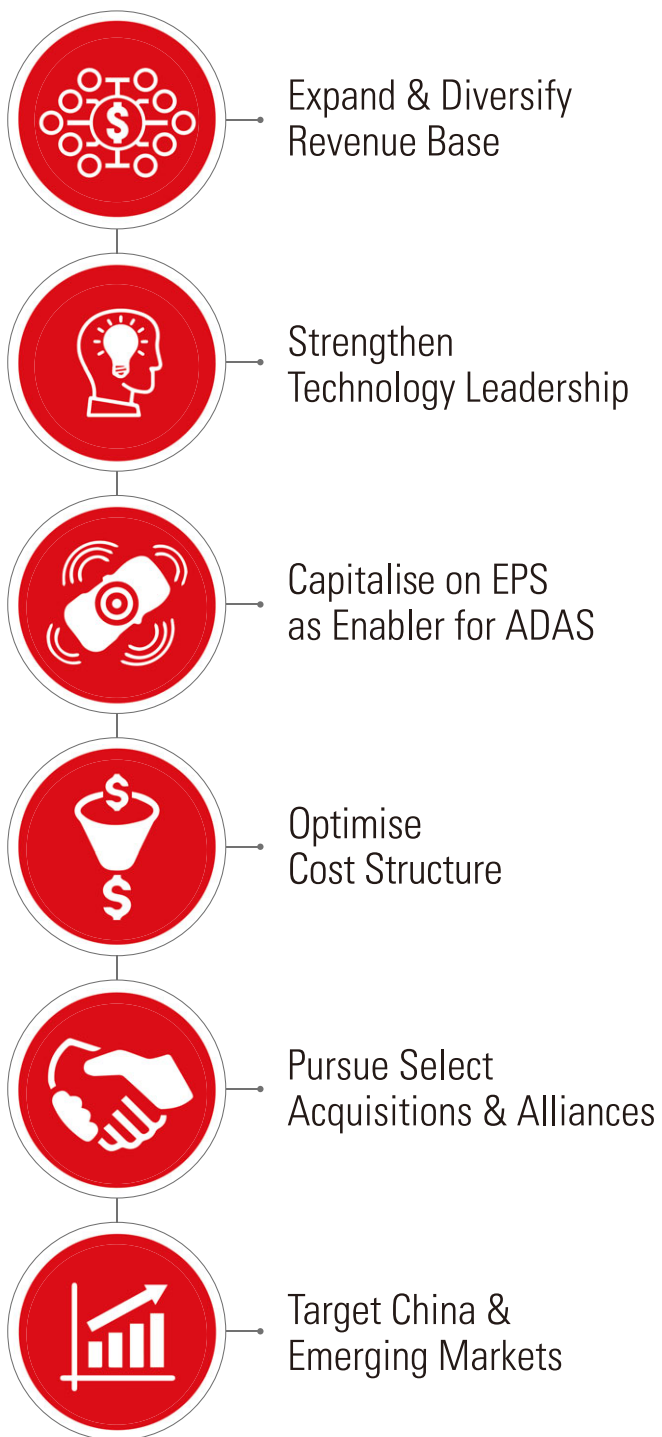 $
Expand & Diversify
Revenue Base
Strengthen
Technology Leadership
Capitalise on EPS
as Enabler for ADAS
$
$
Optimise
Cost Structure
Pursue Select
Acquisitions & Alliances
Target China &
Emerging Markets